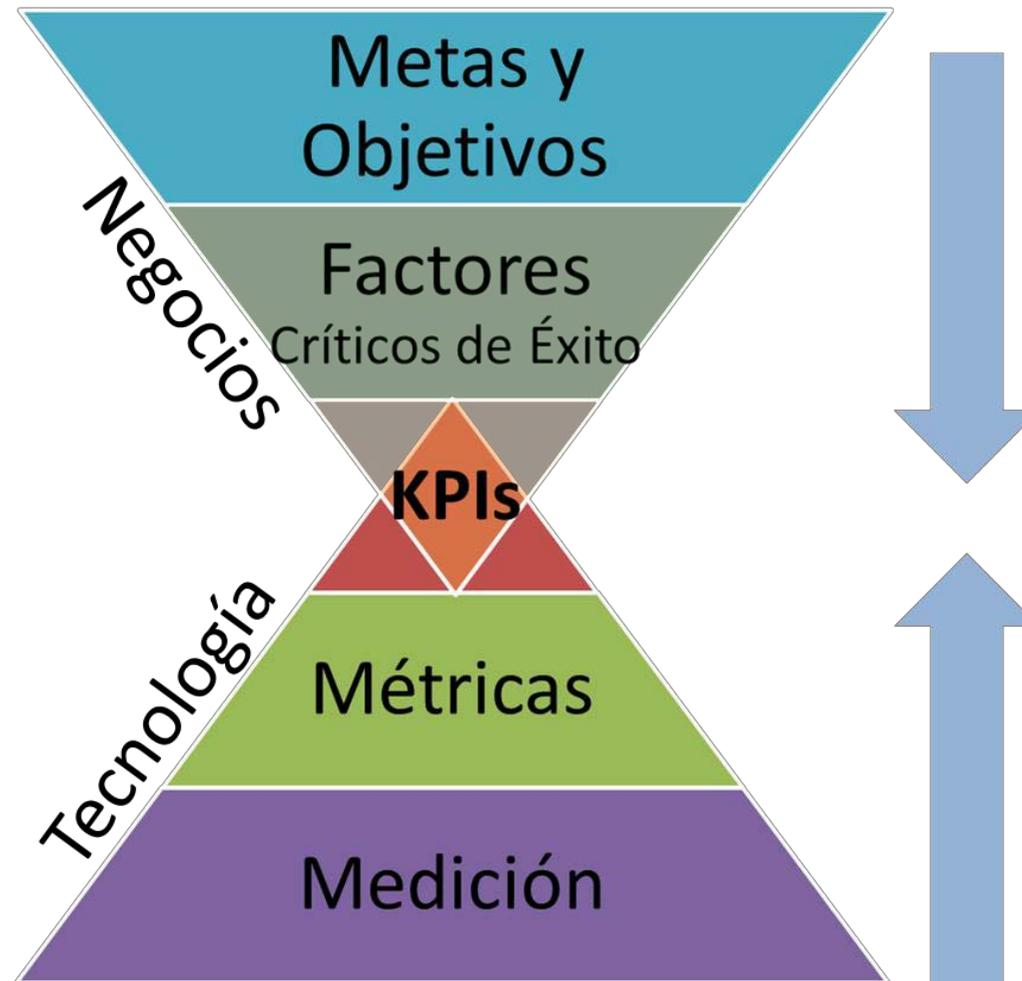 Metas y
Objetivos
Negocios
Factores
Críticos de Éxito
KPIs
Tecnología
Métricas
Medición